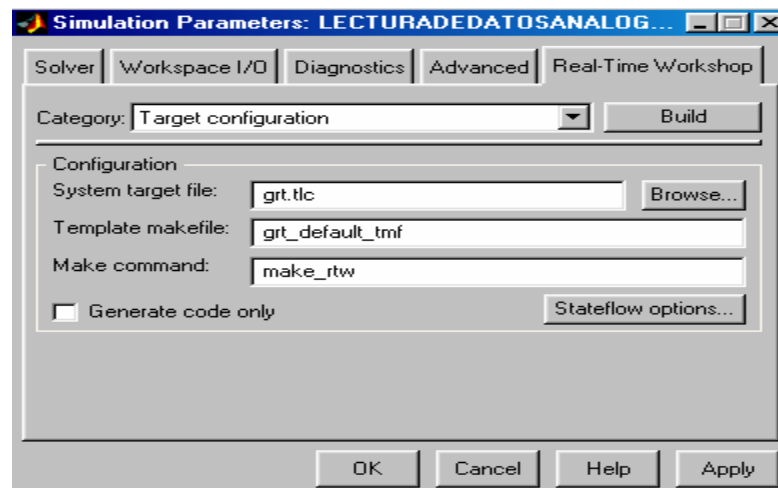 Simulation Parameters: LECTURADEDATOSANALOG...
Solver Workspace I/O Diagnostics Advanced Real-Time Workshop
Category: Target configuration Build
Configuration
System target file: grt.tlc Browse...
Template makefile: grt_default_tmf
Make command: make_rtw
Generate code only Stateflow options...
OK Cancel Help Apply